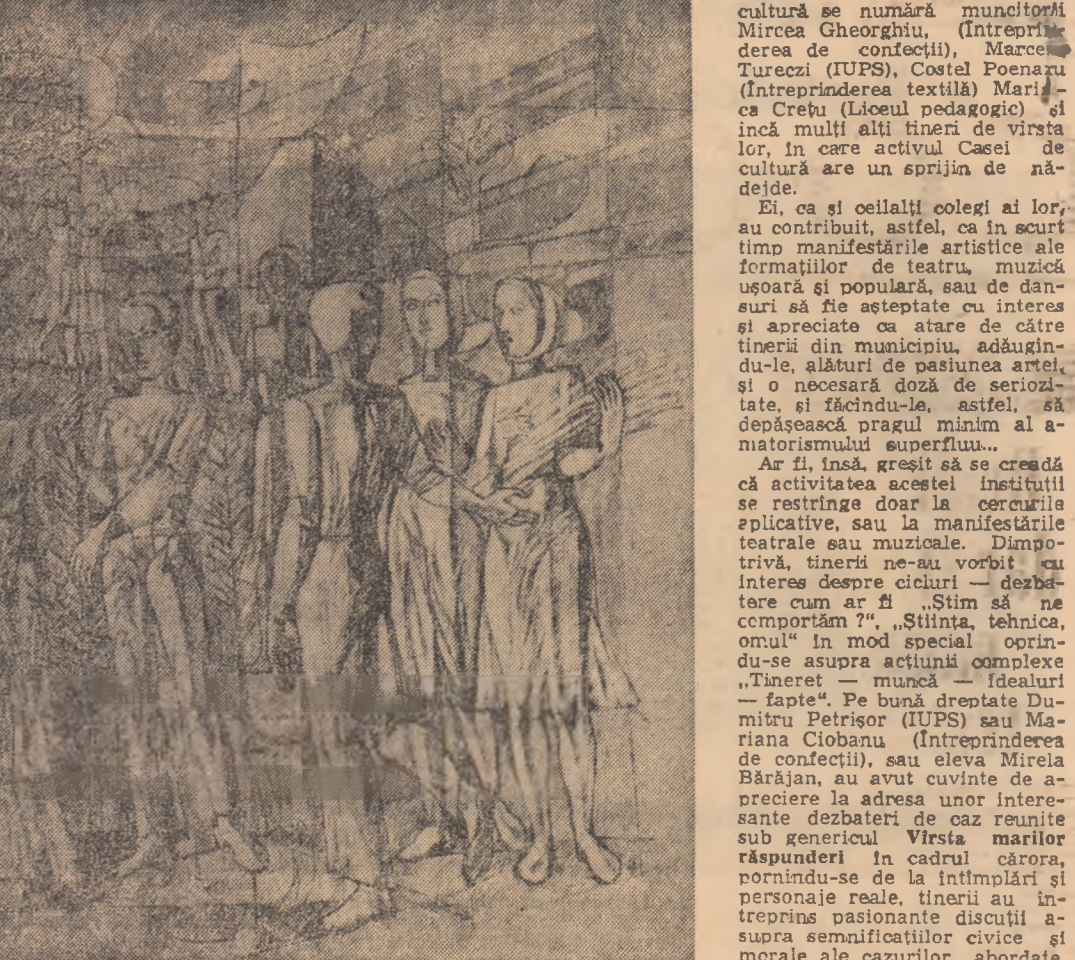 cultură se numără muncitorii
Mircea Gheorghiu, (Intreprin-
derea de confecții),
Tureczi (IUPS), Costel Poenaru
(Intreprinderea textilă)
ca Crețu (Liceul pedagogic) și
incă mulți alți tineri de vîrsta
lor, în care activul Casei de
cultură are un sprijin de nă-
dejde.
Ei, ca și ceilalți colegi ai lor,
au contribuit, astfel, ca în scurt
timp manifestările artistice ale
formațiilor de teatru, muzică
ușoară și populară, sau de dan-
suri să fie așteptate cu interes
și apreciate ca atare de către
tinerii din municipiu, adăugin-
du-le, alături de pasiunea artei,
și o necesară doză de seriozi-
tate, și făcîndu-le, astfel, să
depășească pragul minim al a-
matorismului superfluu...
Ar fi, însă, greșit să se creadă
că activitatea acestei instituții
se restrînge doar la cercurile
aplicative, sau la manifestările
teatrale sau muzicale. Dimpo-
trivă, tinerii ne-au vorbit cu
interes despre cicluri — dezba-
tere cum ar fi „Știm să ne
comportăm ?“, „Știința, tehnica,
omul“ în mod special oprin-
du-se asupra acțiunii complexe
„Tineret — muncă — Idealuri
— fapte“. Pe bună dreptate Du-
mitru Petrișor (IUPS) sau Ma-
riana Ciobanu (Întreprinderea
de confecții), sau eleva Mirela
Bărăjan, au avut cuvinte de a-
preciere la adresa unor intere-
sante dezbateri de caz reunite
sub genericul Vîrsta marilor
răspunderi în cadrul cărora,
pornindu-se de la întîmplări și
personaje reale, tinerii au în-
treprins pasionante discuții a-
supra semnificațiilor civice și
morale ale cazurilor abordate.